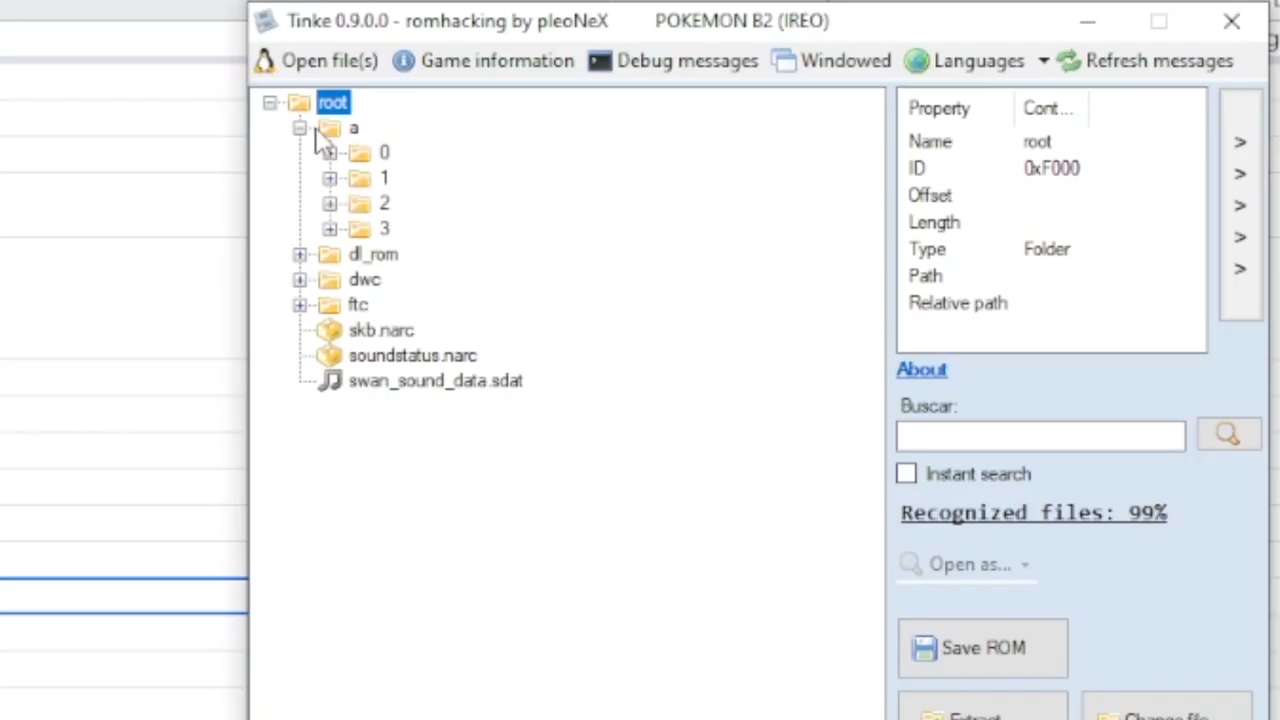 Tinke 0.9.0.0 - romhacking by pleoNeX POKEMON B2 (IREO)
Open file(s) Game information Debug messages Windowed Languages Refresh messages
root
a
0
1
2
3
dl_rom
dwc
ftc
skb.narc
soundstatus.narc
swan_sound_data.sdat
Property Cont...
Name root
ID 0xF000
Offset
Length
Type Folder
Path
Relative path
>
>
>
>
>
About
Buscar:
Instant search
Recognized files: 99%
Open as...
Save ROM
Extract Change file